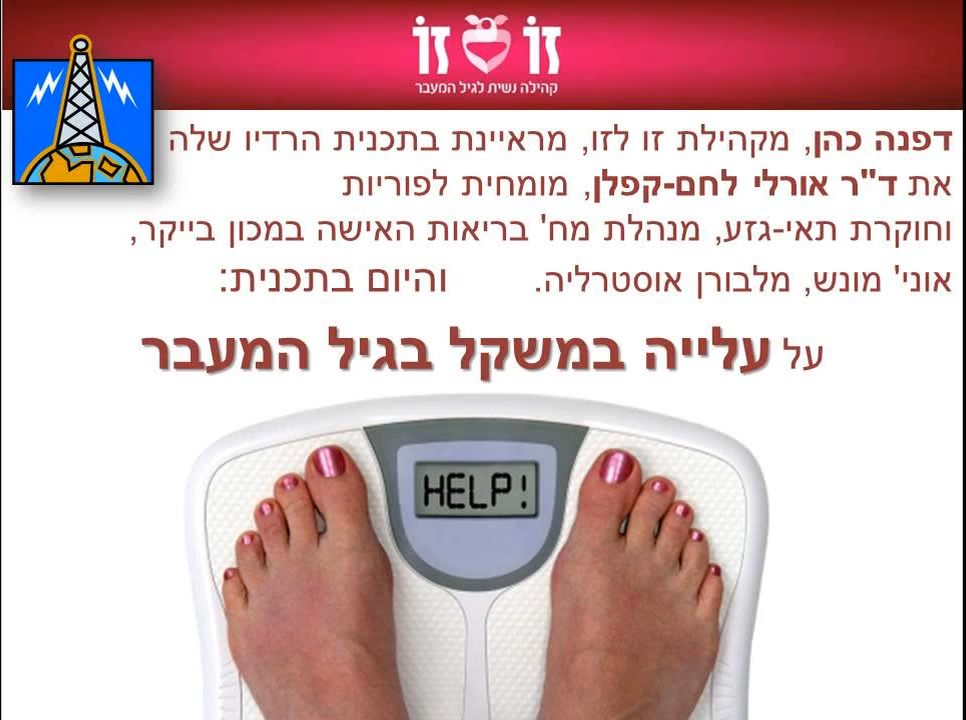 זו זו
קהילה נשית לגיל המעבר
דפנה כהן, מקהילת זו לזו, מראיינת בתכנית הרדיו שלה
את ד"ר אורלי לחם-קפלן, מומחית לפוריות
וחוקרת תאי-גזע, מנהלת מח' בריאות האישה במכון בייקר,
אוני' מונש, מלבורן אוסטרליה. והיום בתכנית:
על עלייה במשקל בגיל המעבר
HELP!